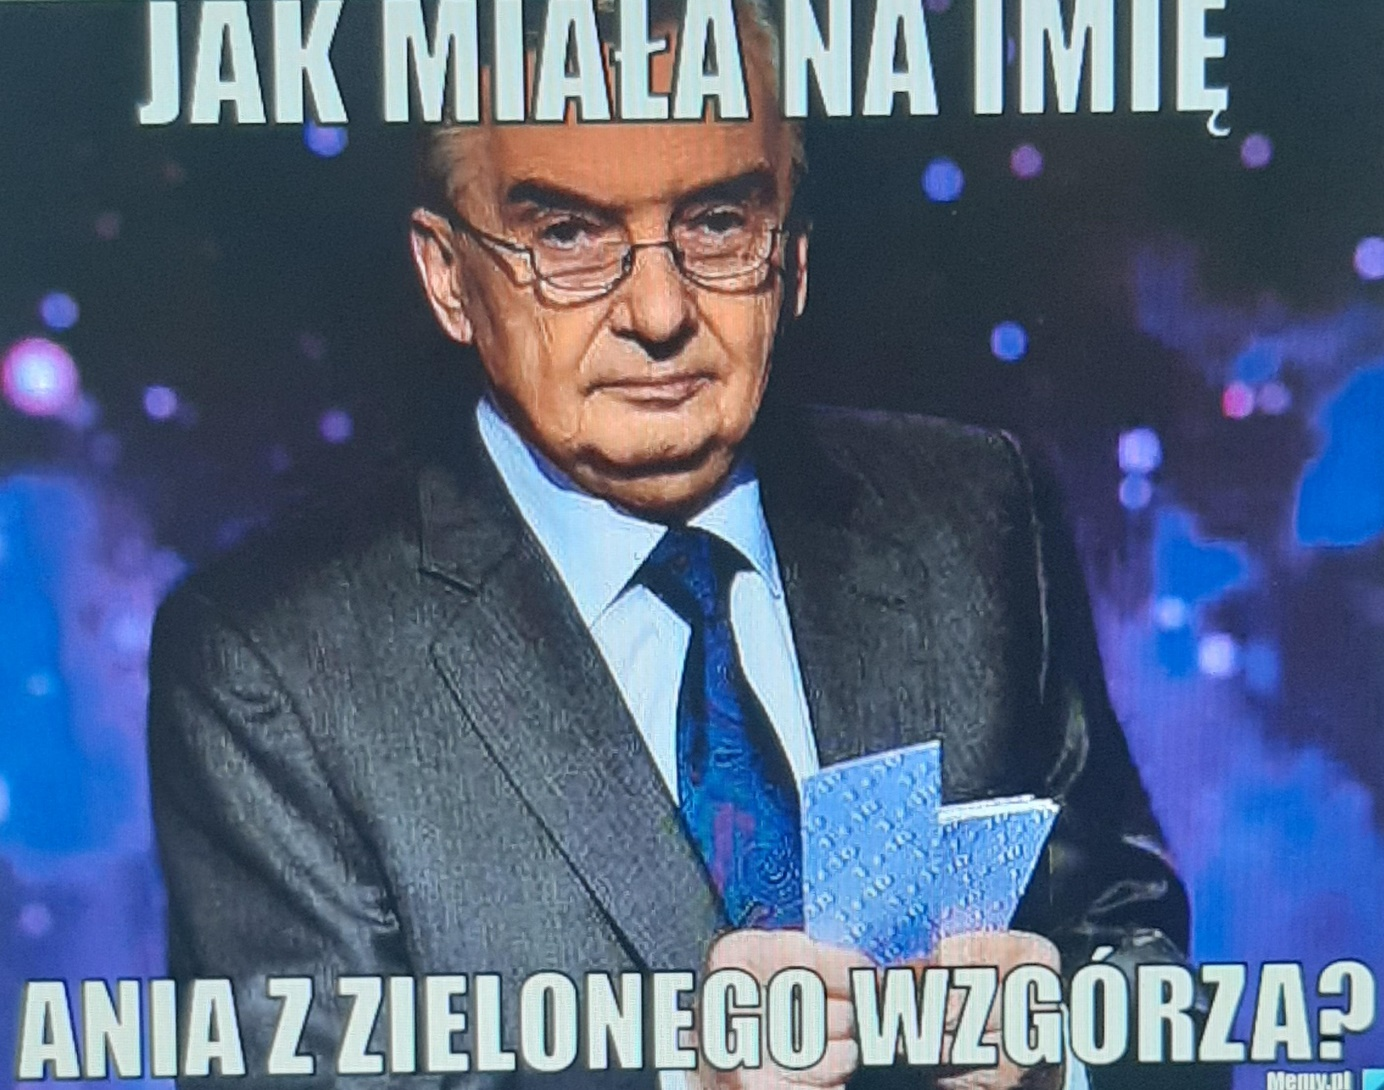 JAK MIAŁA NA IMIĘ
ANIA Z ZIELONEGO WZGÓRZA?
Memy.pl